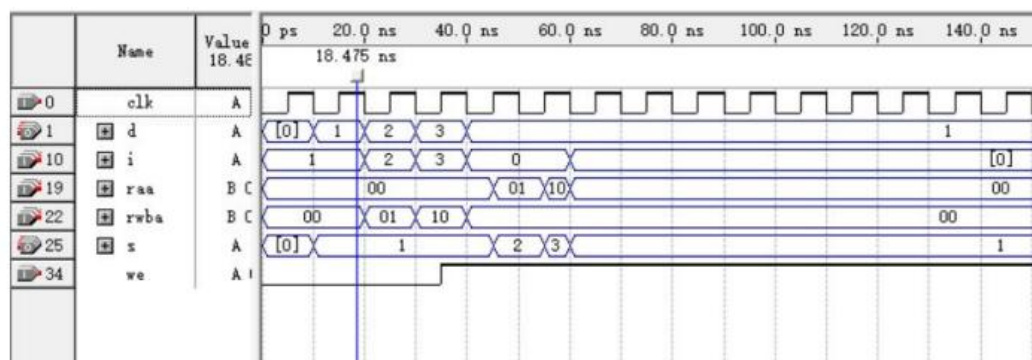 Name Value 18.48 0 ps 20.0 ns 40.0 ns 60.0 ns 80.0 ns 100.0 ns 120.0 ns 140.0 ns
18.475 ns
0 clk A
1 d A [0] 1 2 3 1
10 i A 1 2 3 0 [0]
19 raa B 00 01 10 00
22 rwba B 00 01 10 00
25 s A [0] 1 2 3 1
34 we A